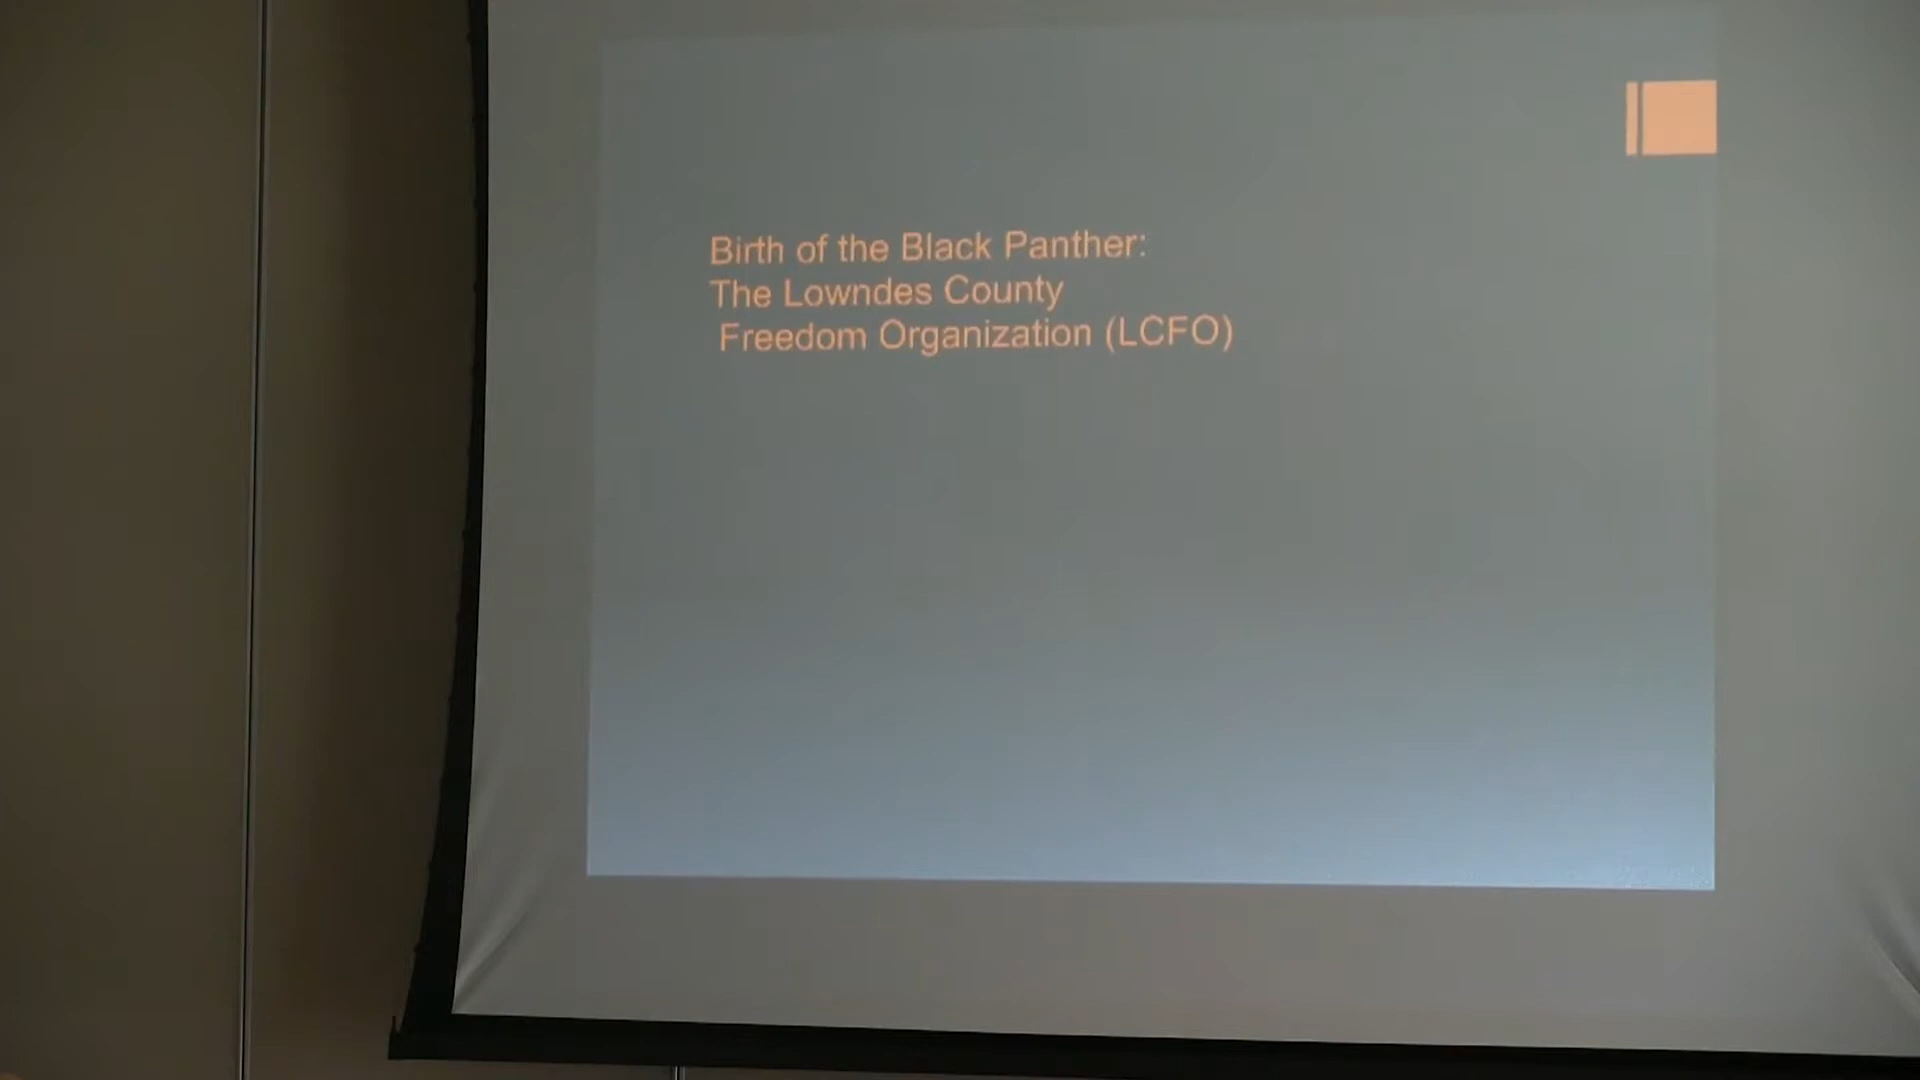 Birth of the Black Panther:
The Lowndes County
Freedom Organization (LCFO)